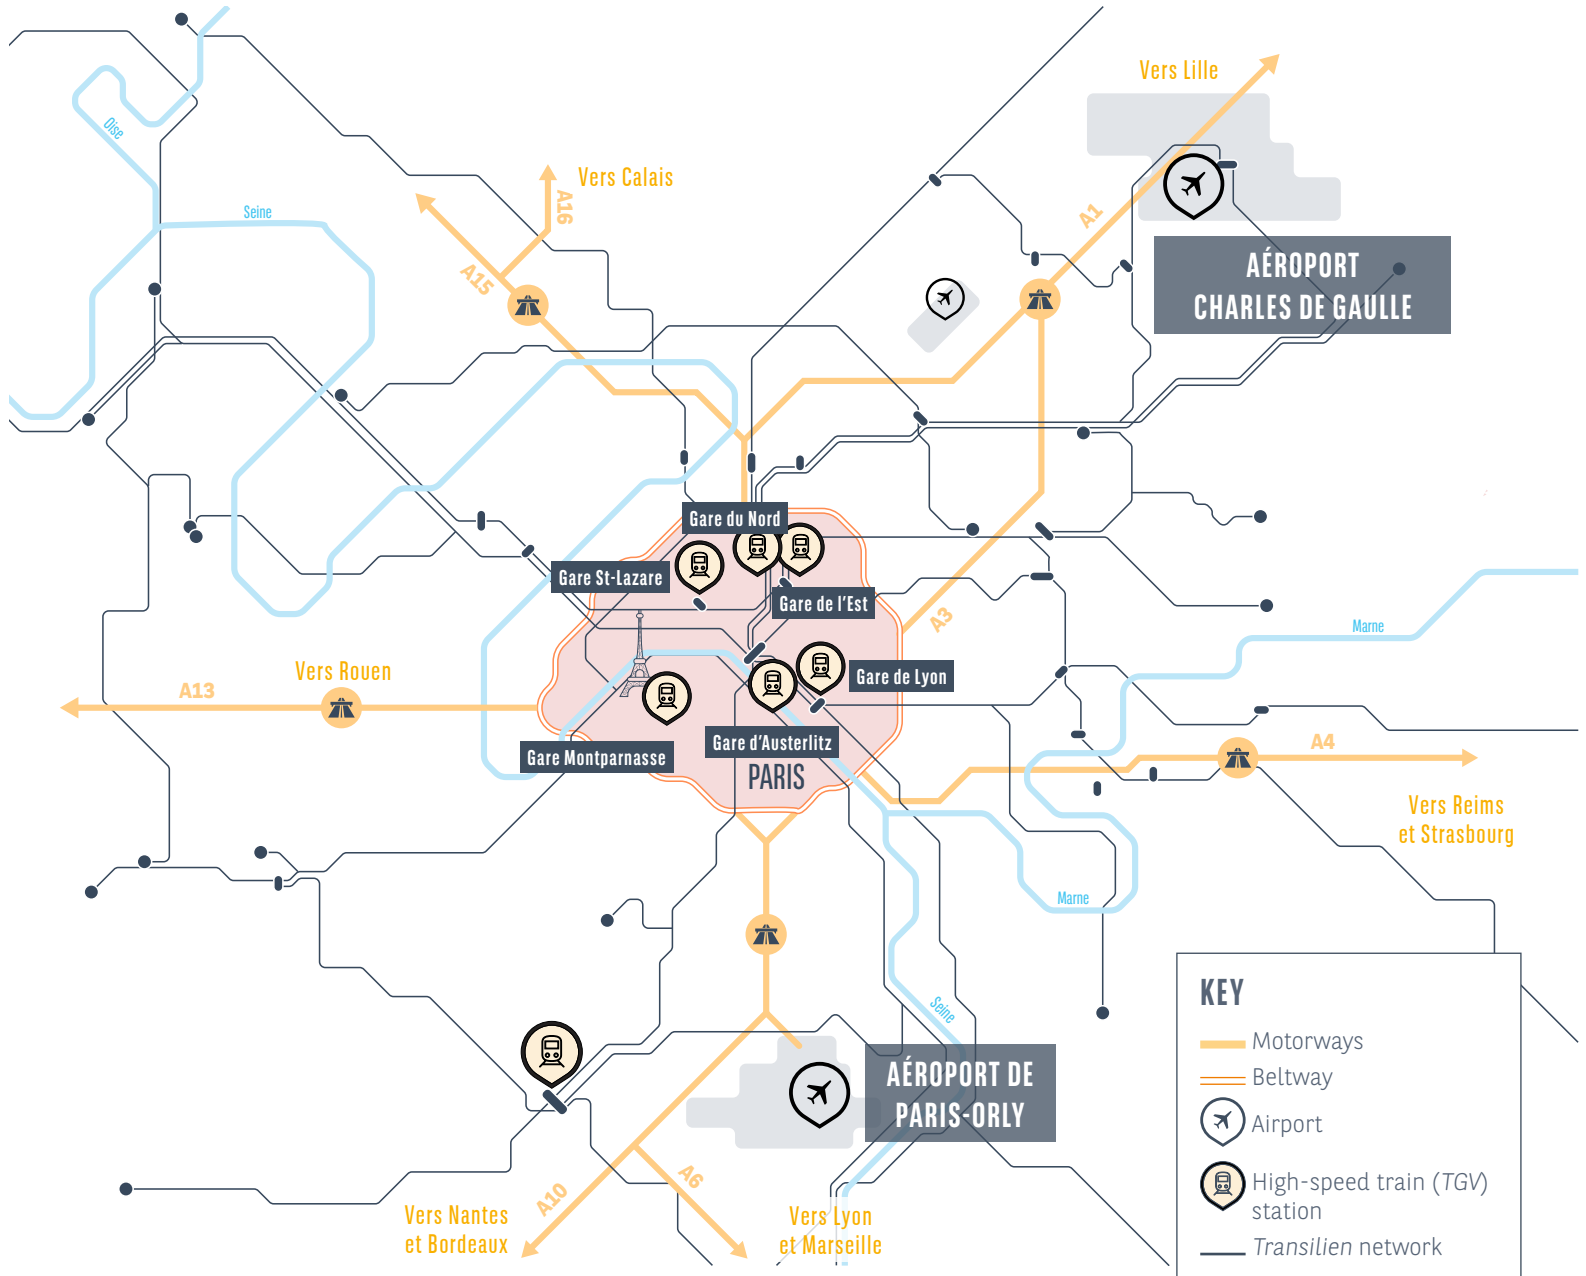 Vers Lille
Oise
Vers Calais
A16
A1
Seine
A15
AÉROPORT
CHARLES DE GAULLE
Gare du Nord
Gare St-Lazare
Gare de l'Est
A3
Marne
Vers Rouen
A13
Gare de Lyon
Gare Montparnasse
Gare d'Austerlitz
PARIS
A4
Vers Reims
et Strasbourg
Marne
Seine
AÉROPORT DE
PARIS-ORLY
A10
A6
Vers Nantes
et Bordeaux
Vers Lyon
et Marseille
KEY
Motorways
Beltway
Airport
High-speed train (TGV)
station
Transilien network